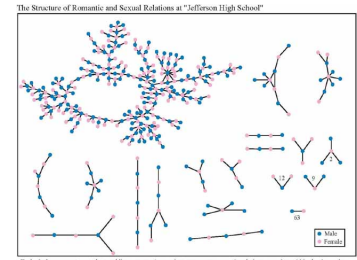 The Structure of Romantic and Sexual Relations at "Jefferson High School"
2
12
9
63
Male
Female